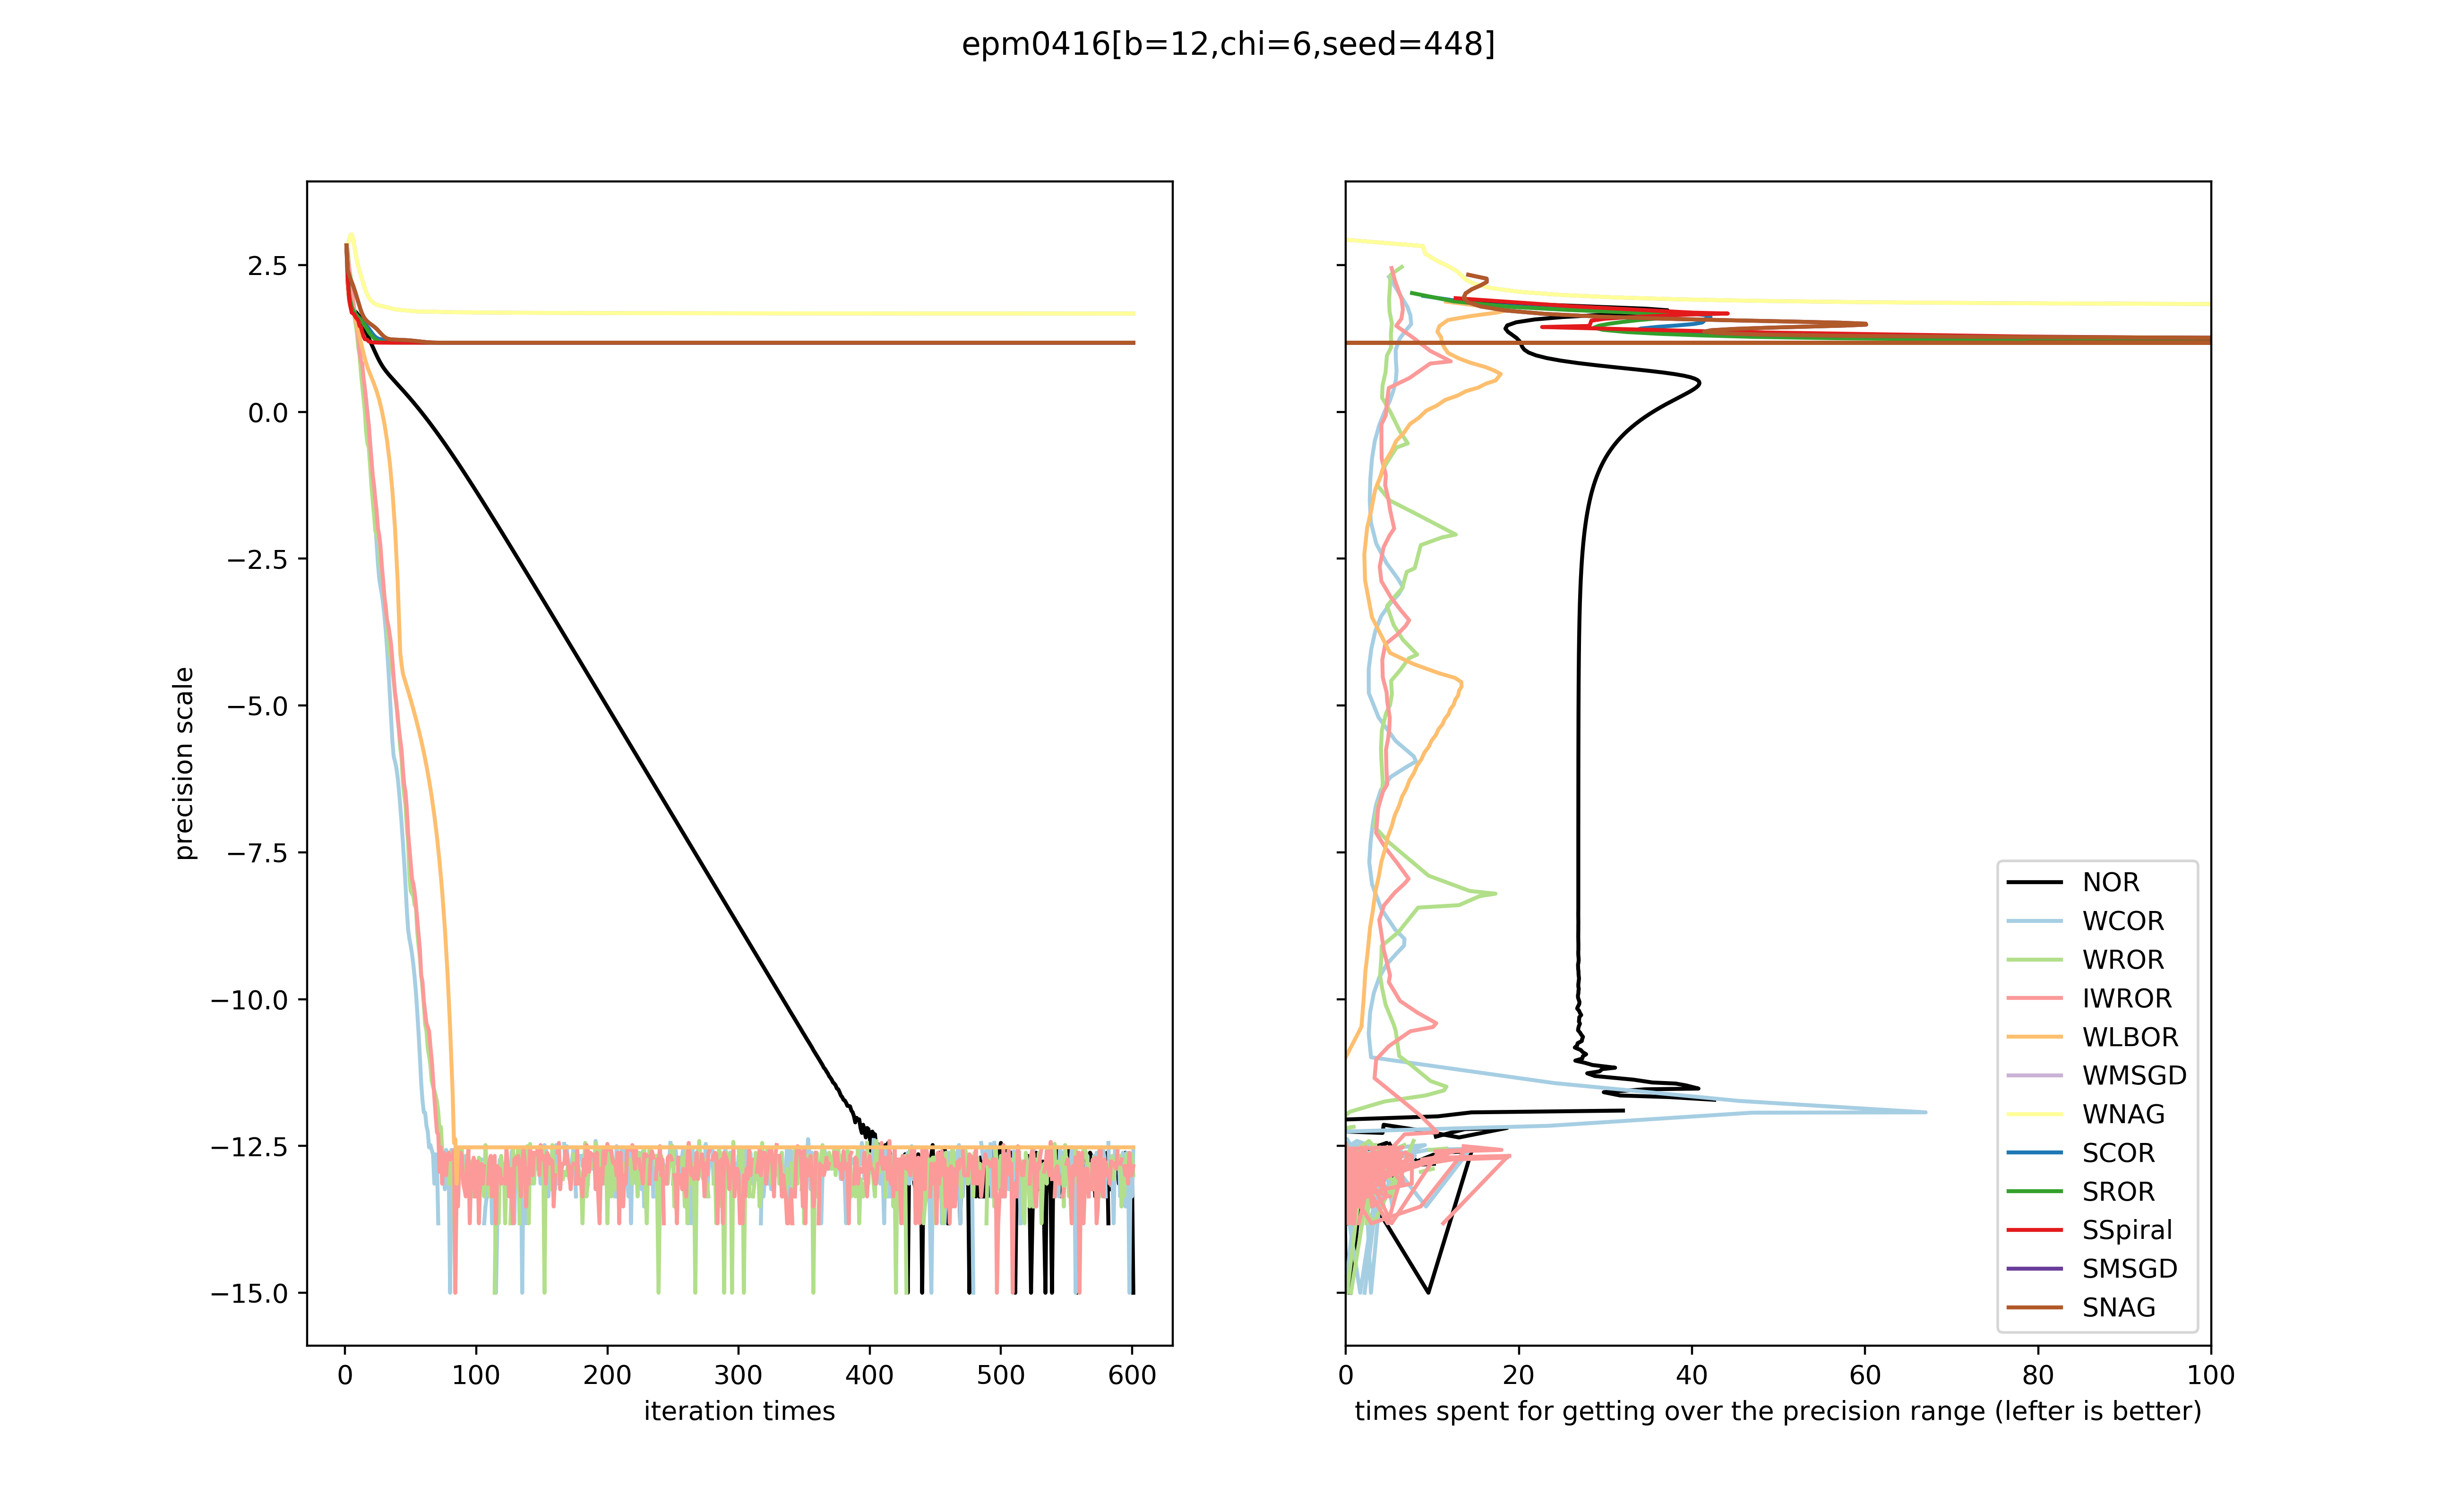 epm0416[b=12,chi=6,seed=448]
precision scale
2.5
0.0
−2.5
−5.0
−7.5
−10.0
−12.5
−15.0
0 100 200 300 400 500 600
iteration times
0 20 40 60 80 100
times spent for getting over the precision range (lefter is better)
NOR
WCOR
WROR
IWROR
WLBOR
WMSGD
WNAG
SCOR
SROR
SSpiral
SMSGD
SNAG